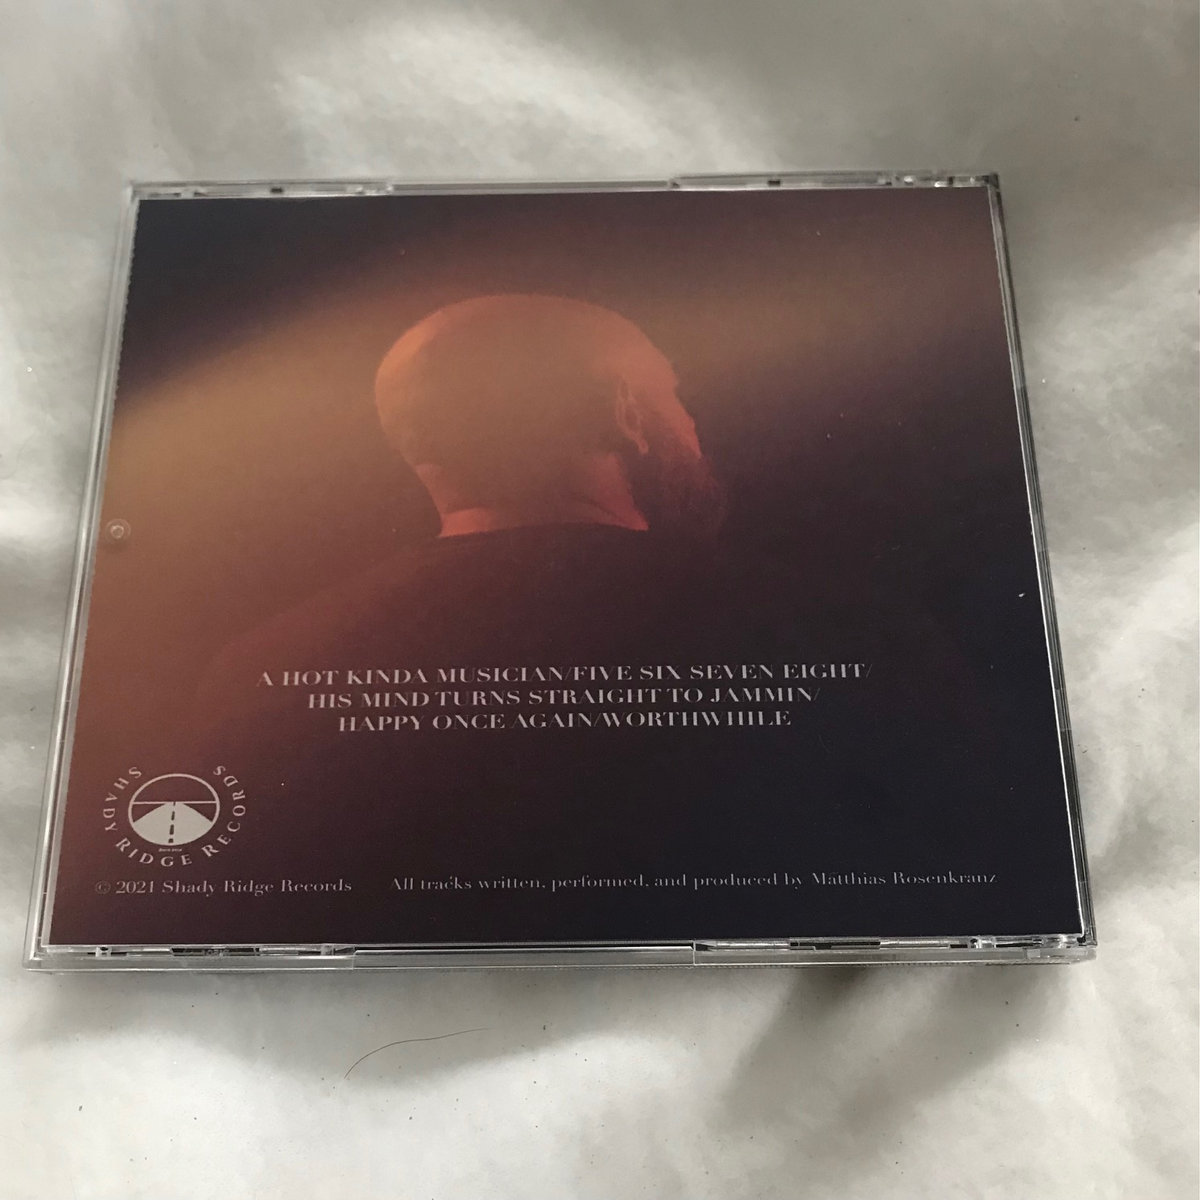 A HOT KINDA MUSICIAN/FIVE SIX SEVEN EIGHT/
HIS MIND TURNS STRAIGHT TO JAMMIN/
HAPPY ONCE AGAIN/WORTHWHILE
SHADY RIDGE RECORDS
© 2021 Shady Ridge Records
All tracks written, performed, and produced by Matthias Rosenkranz